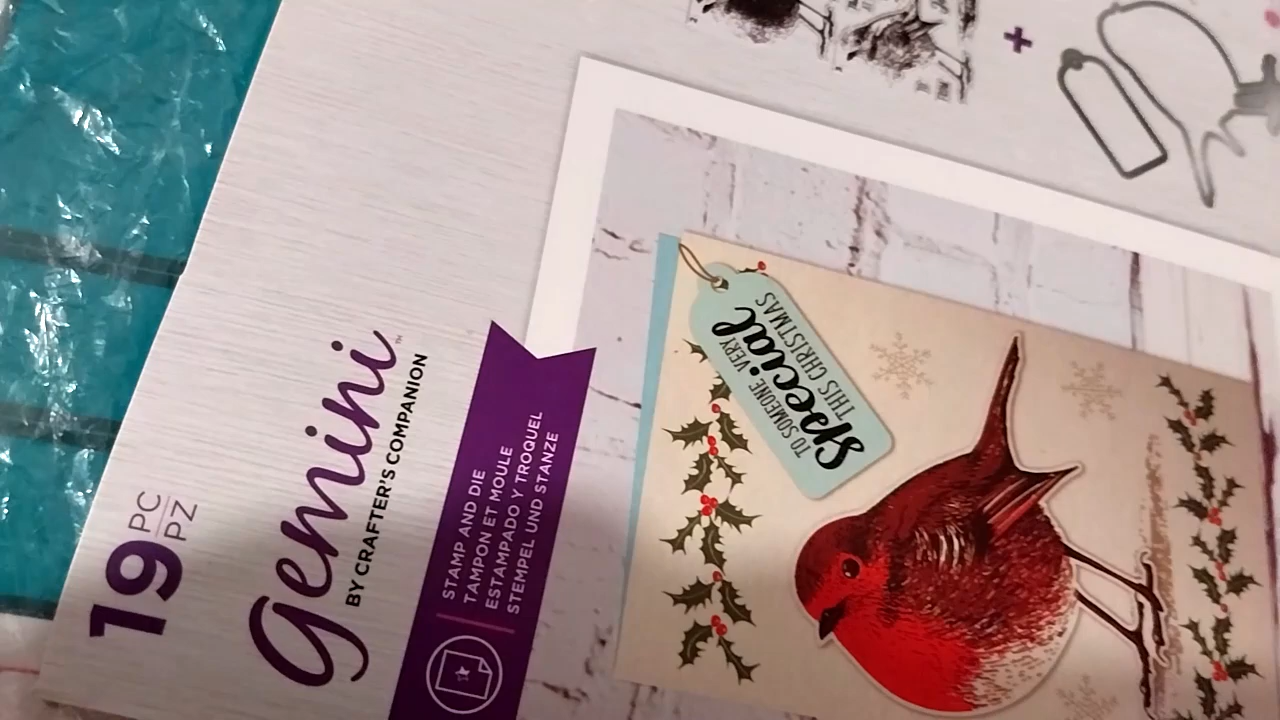 19 PC
PZ
Gemini™
BY CRAFTER'S COMPANION
STAMP AND DIE
TAMPON ET MOULE
ESTAMPADO Y TROQUEL
STEMPEL UND STANZE
TO SOMEONE VERY
Special
THIS CHRISTMAS